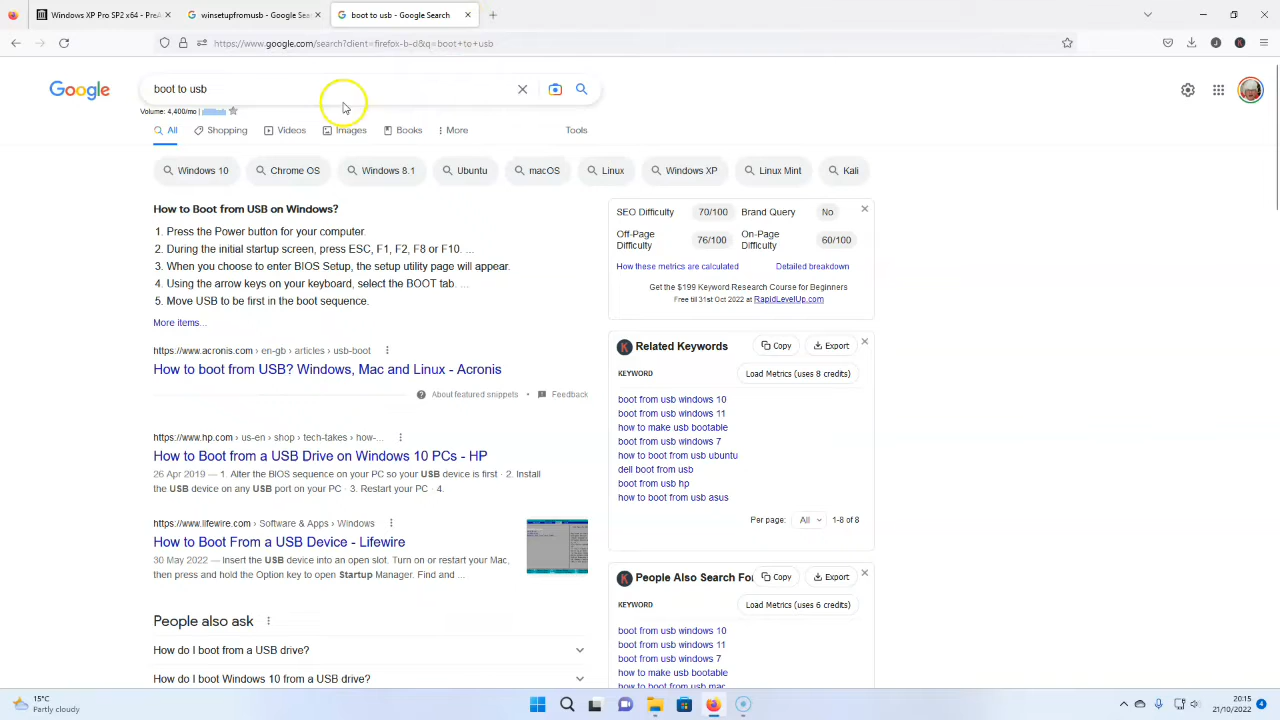 Windows XP Pro SP2 x64 - PreA
winsetupfromusb - Google Sea
boot to usb - Google Search
https://www.google.com/search?client=firefox-b-d&q=boot+to+usb
Google
boot to usb
Volume: 4,400/mo |
All
Shopping
Videos
Images
Books
More
Tools
Windows 10
Chrome OS
Windows 8.1
Ubuntu
macOS
Linux
Windows XP
Linux Mint
Kali
How to Boot from USB on Windows?
1. Press the Power button for your computer.
2. During the initial startup screen, press ESC, F1, F2, F8 or F10. ...
3. When you choose to enter BIOS Setup, the setup utility page will appear.
4. Using the arrow keys on your keyboard, select the BOOT tab. ...
5. Move USB to be first in the boot sequence.
More items...
https://www.acronis.com › en-gb › articles › usb-boot
How to boot from USB? Windows, Mac and Linux - Acronis
About featured snippets • Feedback
https://www.hp.com › us-en › shop › tech-takes › how-...
How to Boot from a USB Drive on Windows 10 PCs - HP
26 Apr 2019 — 1. Alter the BIOS sequence on your PC so your USB device is first · 2. Install
the USB device on any USB port on your PC · 3. Restart your PC · 4.
https://www.lifewire.com › Software & Apps › Windows
How to Boot From a USB Device - Lifewire
30 May 2022 — Insert the USB device into an open slot. Turn on or restart your Mac,
then press and hold the Option key to open Startup Manager. Find and ...
People also ask
How do I boot from a USB drive?
How do I boot Windows 10 from a USB drive?
SEO Difficulty 70/100 Brand Query No
Off-Page Difficulty 76/100 On-Page Difficulty 60/100
How these metrics are calculated Detailed breakdown
Get the $199 Keyword Research Course for Beginners
Free till 31st Oct 2022 at RapidLevelUp.com
K Related Keywords Copy Export
KEYWORD Load Metrics (uses 8 credits)
boot from usb windows 10
boot from usb windows 11
how to make usb bootable
boot from usb windows 7
how to boot from usb ubuntu
dell boot from usb
boot from usb hp
how to boot from usb asus
Per page: All 1-8 of 8
K People Also Search Fo Copy Export
KEYWORD Load Metrics (uses 6 credits)
boot from usb windows 10
boot from usb windows 11
boot from usb windows 7
how to make usb bootable
how to boot from usb mac
15°C
Partly cloudy
20:15
21/10/2022